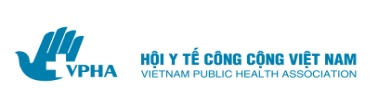 VPHA
HỘI Y TẾ CÔNG CỘNG VIỆT NAM
VIETNAM PUBLIC HEALTH ASSOCIATION